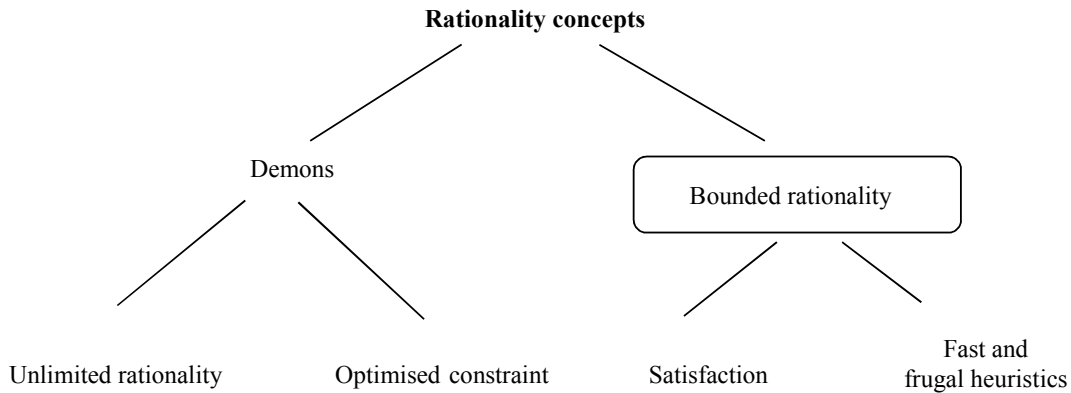 Rationality concepts
Demons
Bounded rationality
Unlimited rationality
Optimised constraint
Satisfaction
Fast and
frugal heuristics